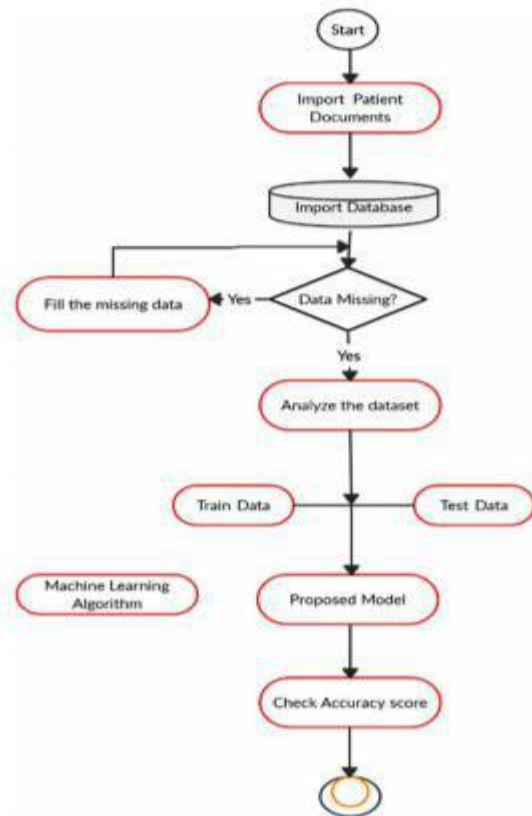 Start
Import Patient
Documents
Import Database
Fill the missing data
Yes
Data Missing?
Yes
Analyze the dataset
Train Data
Test Data
Machine Learning
Algorithm
Proposed Model
Check Accuracy score